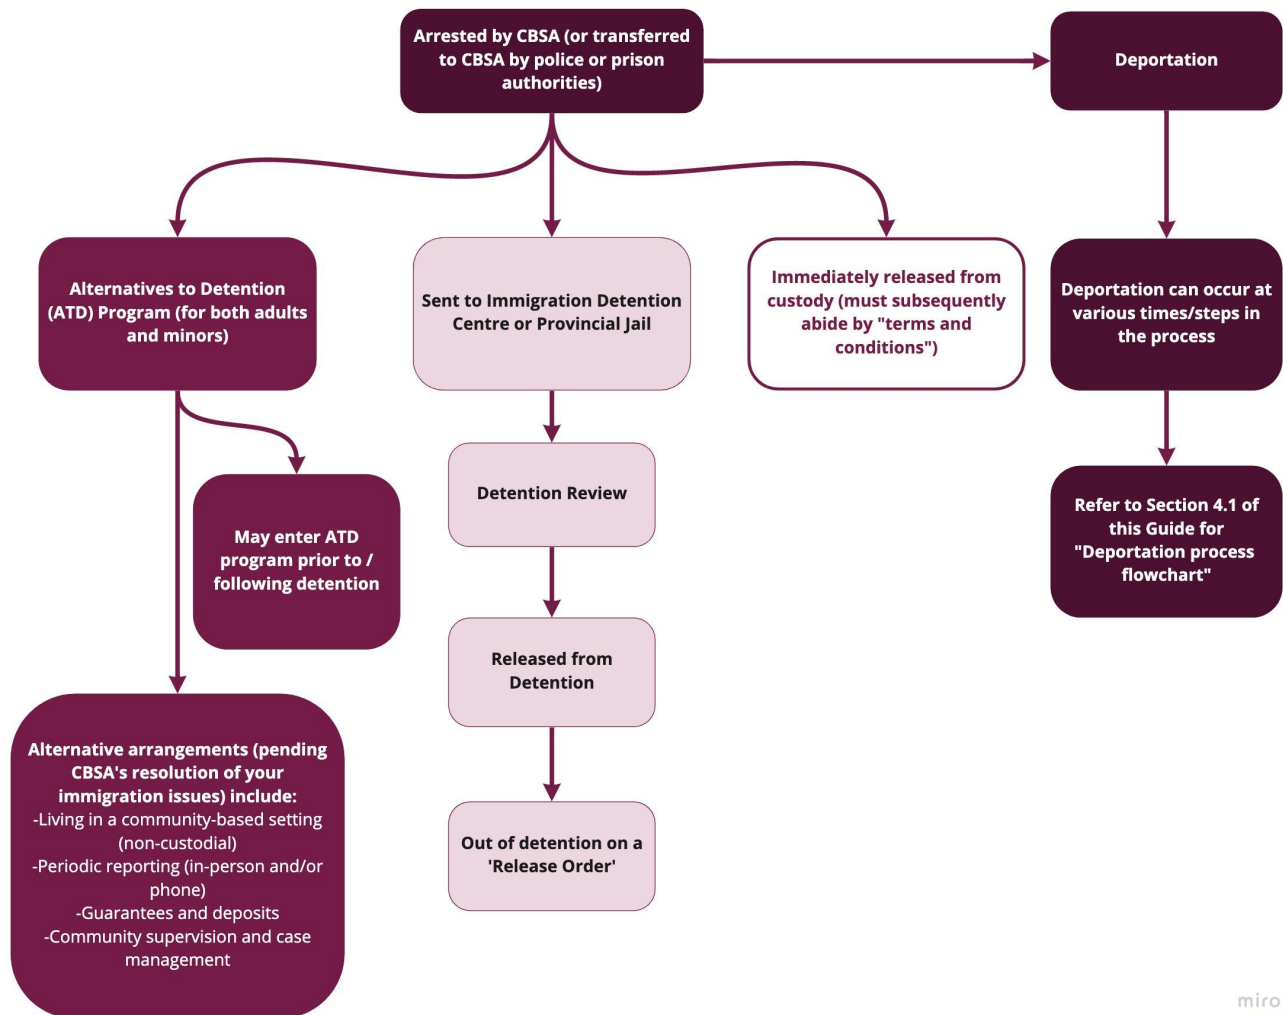 Arrested by CBSA (or transferred
to CBSA by police or prison
authorities)
Deportation
Alternatives to Detention
(ATD) Program (for both adults
and minors)
Sent to Immigration Detention
Centre or Provincial Jail
Immediately released from
custody (must subsequently
abide by "terms and
conditions")
Deportation can occur at
various times/steps in
the process
May enter ATD
program prior to /
following detention
Detention Review
Refer to Section 4.1 of
this Guide for
"Deportation process
flowchart"
Released from
Detention
Alternative arrangements (pending
CBSA's resolution of your
immigration issues) include:
-Living in a community-based setting
(non-custodial)
-Periodic reporting (in-person and/or
phone)
-Guarantees and deposits
-Community supervision and case
management
Out of detention on a
'Release Order'
miro